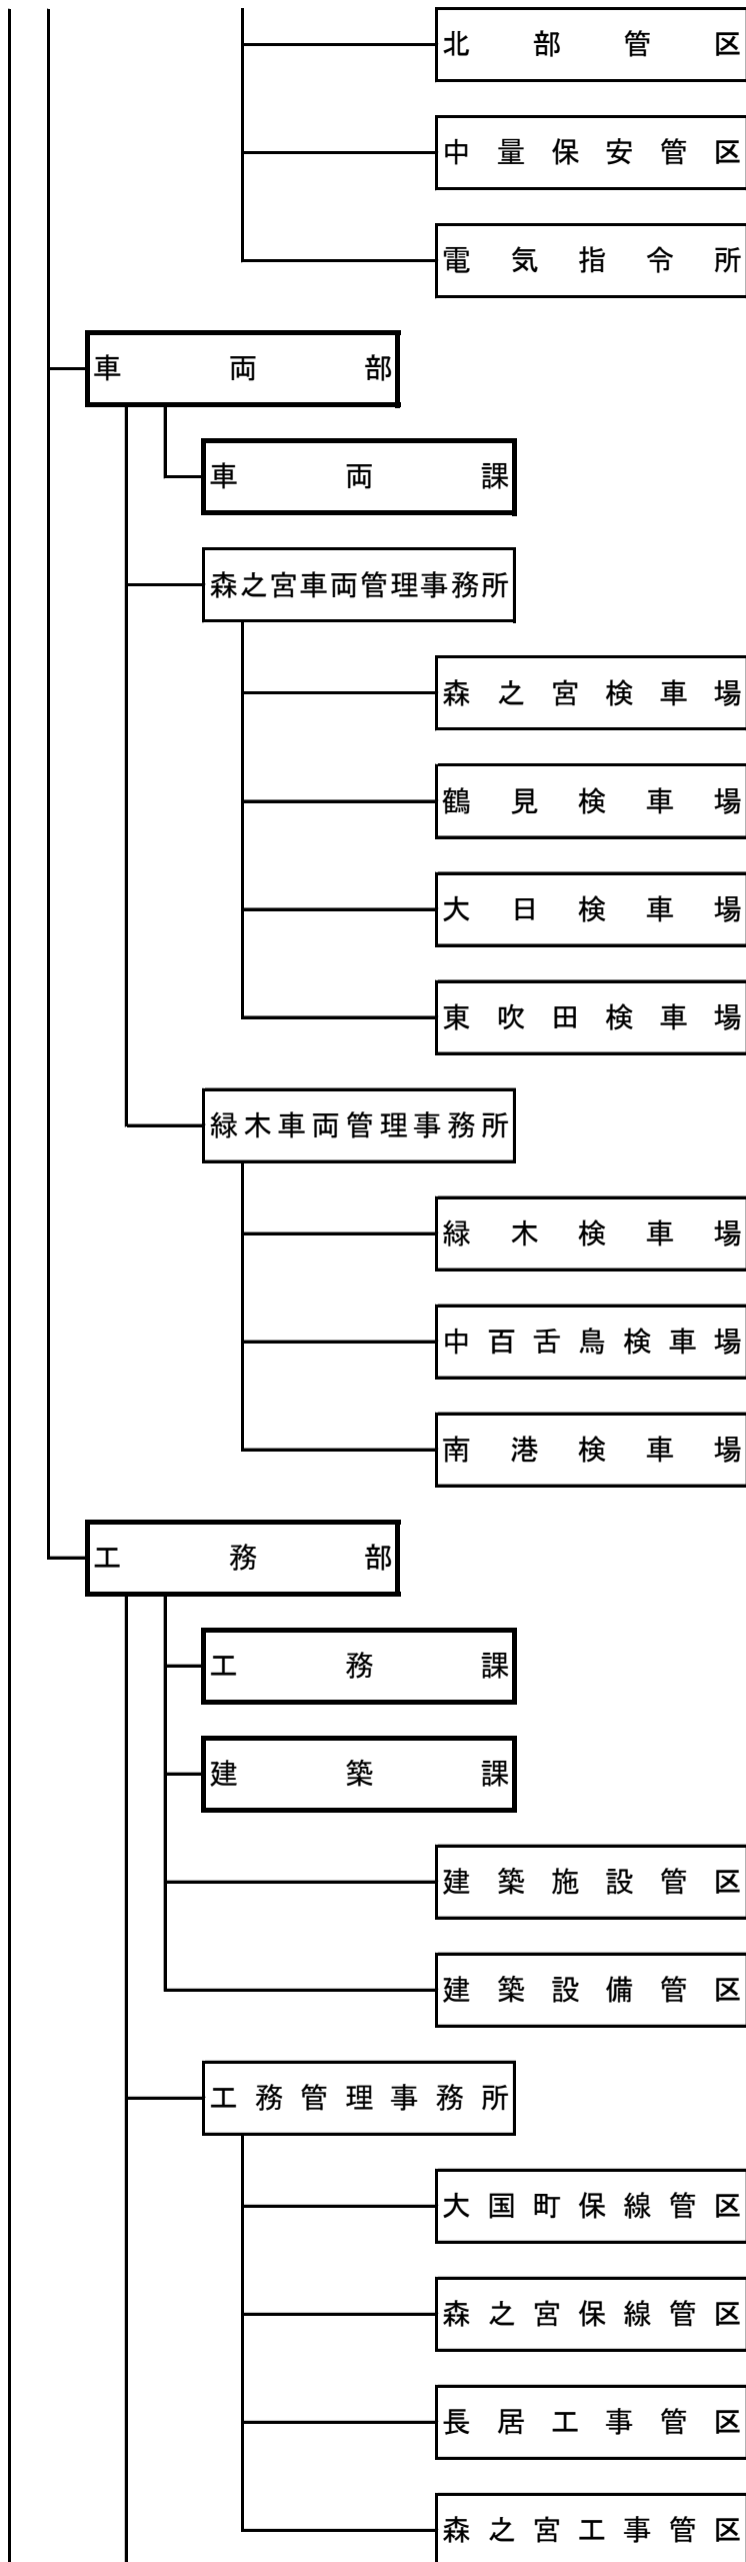 北部管区
中量保安管区
電気指令所
車両部
車両課
森之宮車両管理事務所
森之宮検車場
鶴見検車場
大日検車場
東吹田検車場
緑木車両管理事務所
緑木検車場
中百舌鳥検車場
南港検車場
工務部
工務課
建築課
建築施設管区
建築設備管区
工務管理事務所
大国町保線管区
森之宮保線管区
長居工事管区
森之宮工事管区